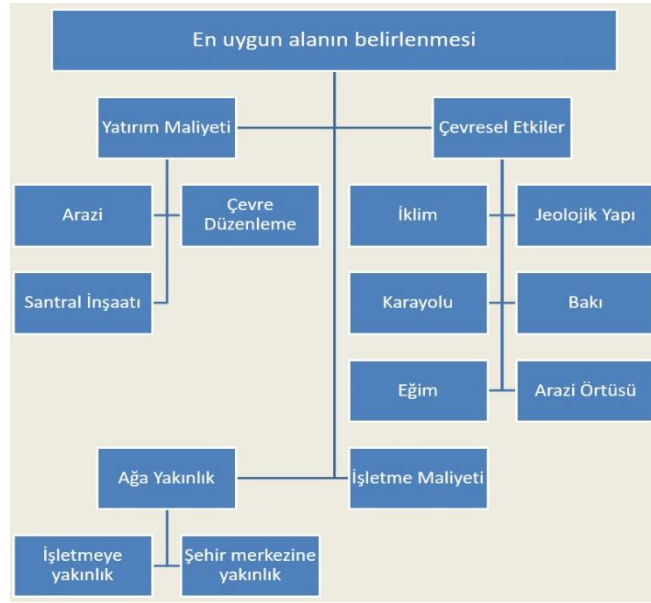 En uygun alanın belirlenmesi
Yatırım Maliyeti
Çevresel Etkiler
Arazi
Çevre
Düzenleme
İklim
Jeolojik Yapı
Santral İnşaatı
Karayolu
Bakı
Eğim
Arazi Örtüsü
Ağa Yakınlık
İşletme Maliyeti
İşletmeye
yakınlık
Şehir merkezine
yakınlık